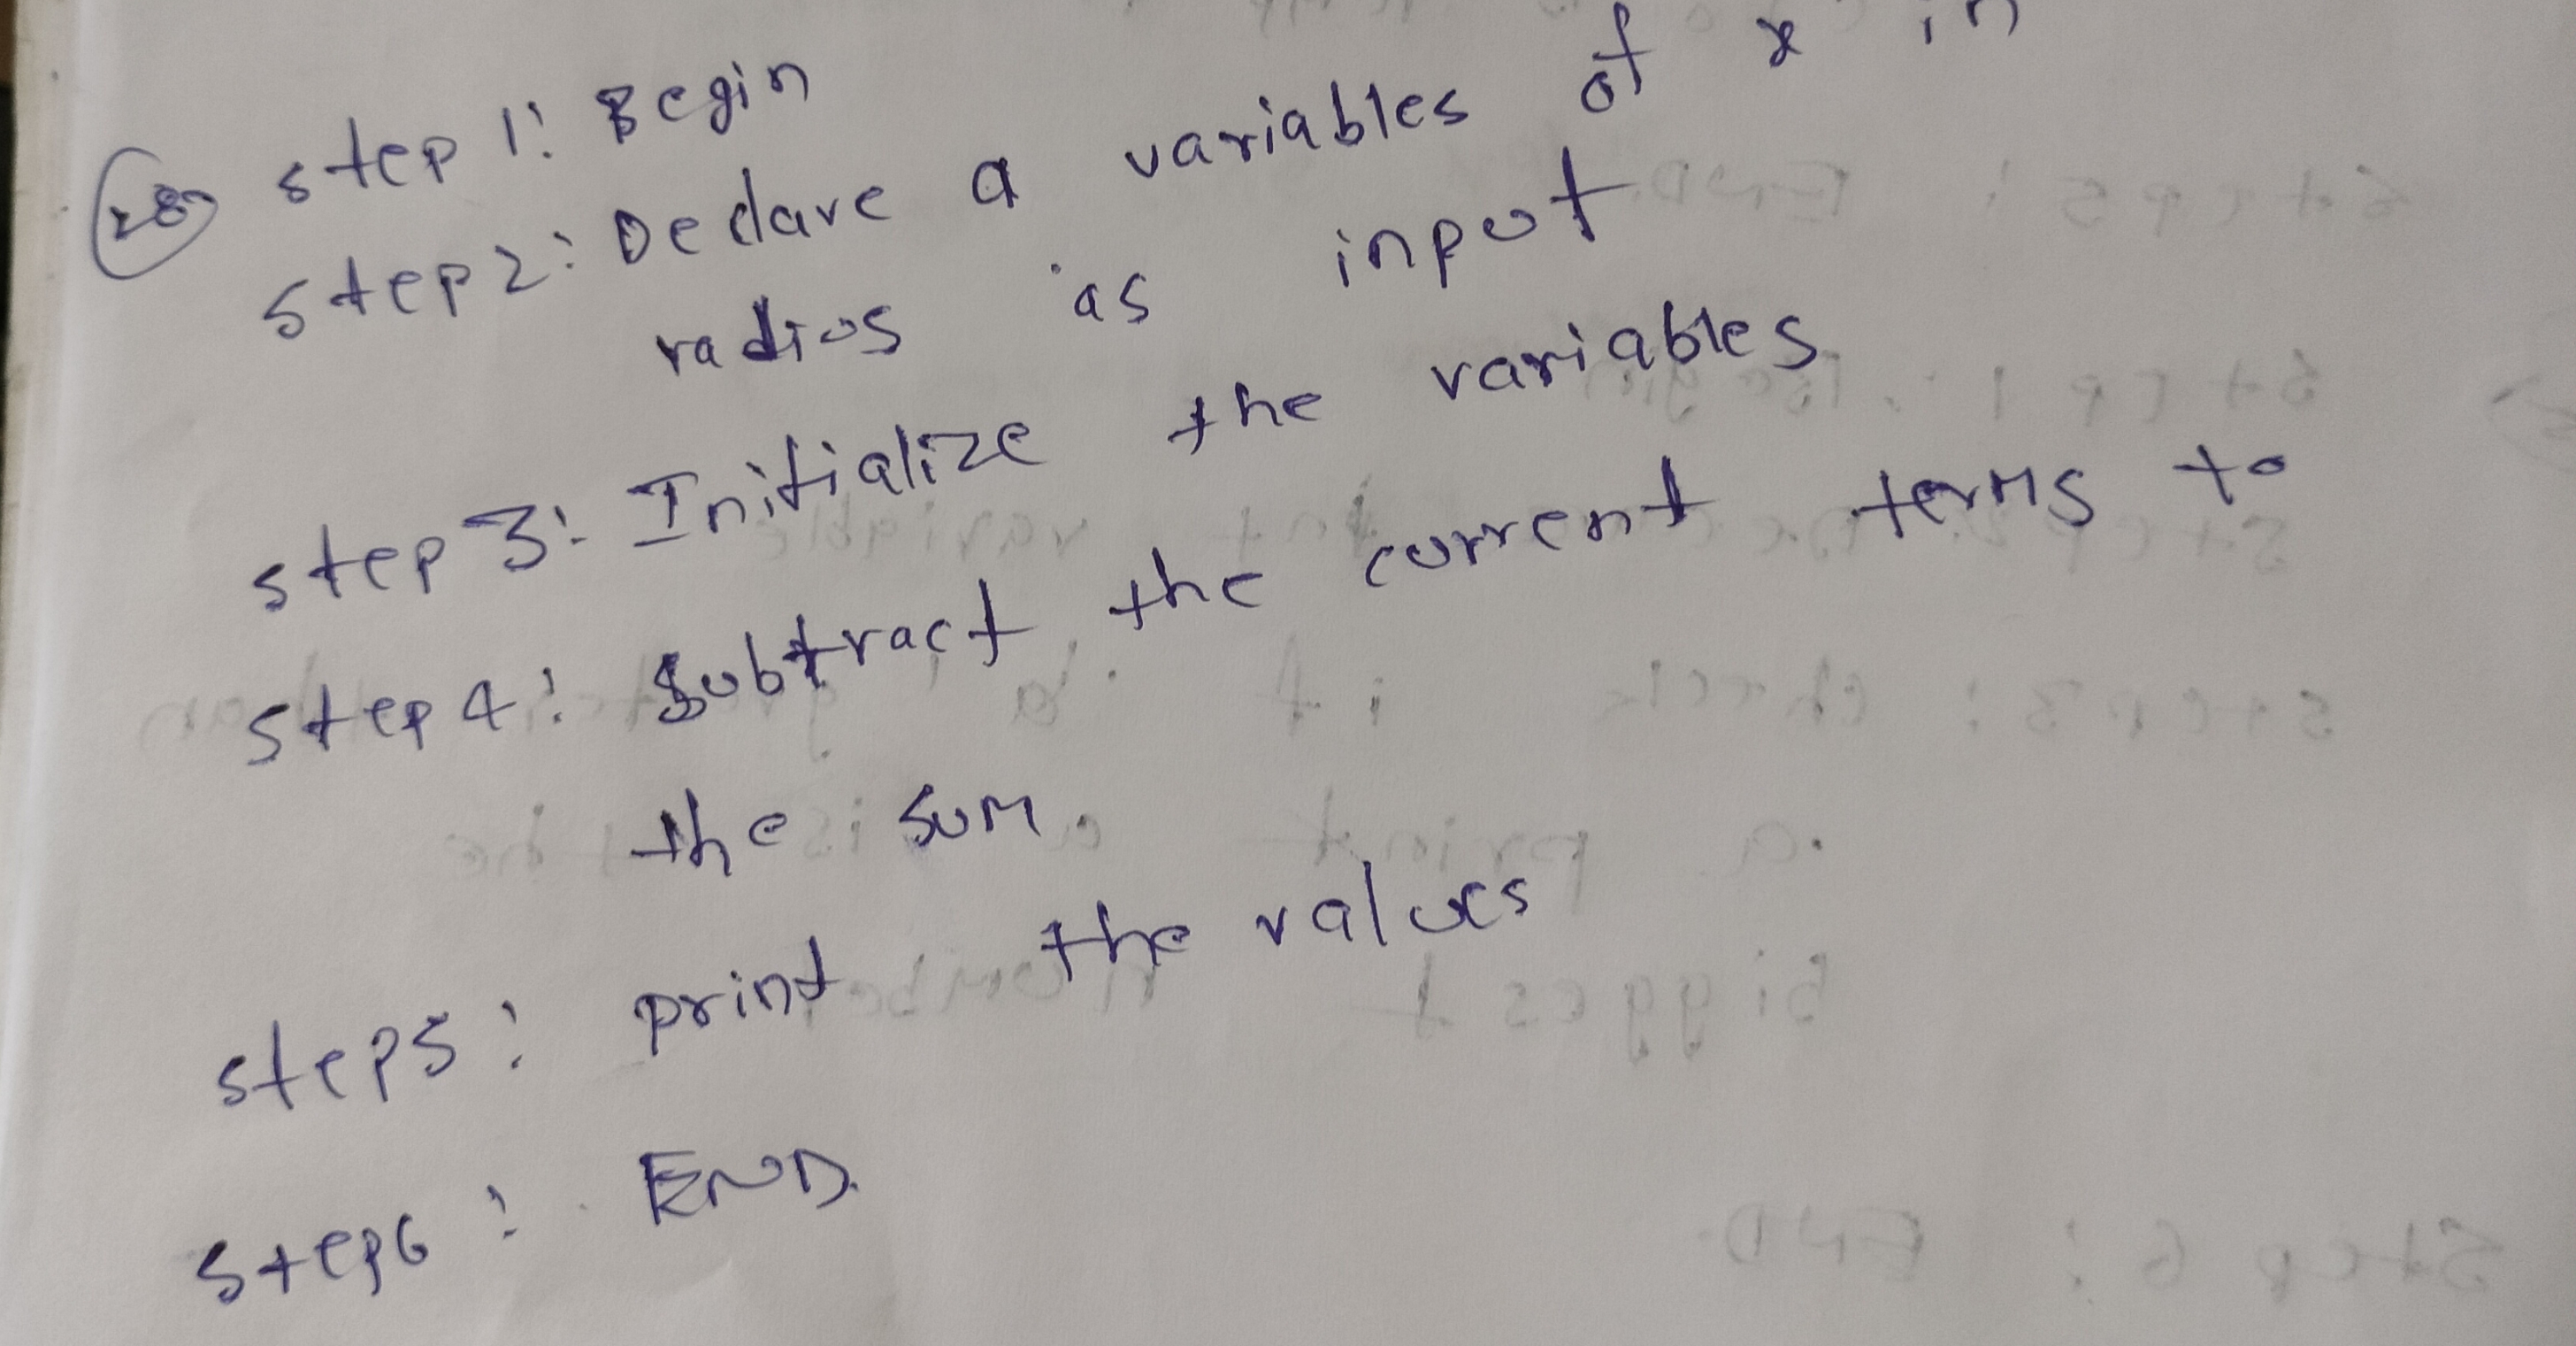 28 step 1: Begin
step 2: Declare a variables of x in
radius as input
step 3: Initialize the variables
step 4: Subtract the current terms to
the sum.
step 5: print the values
step 6: END.